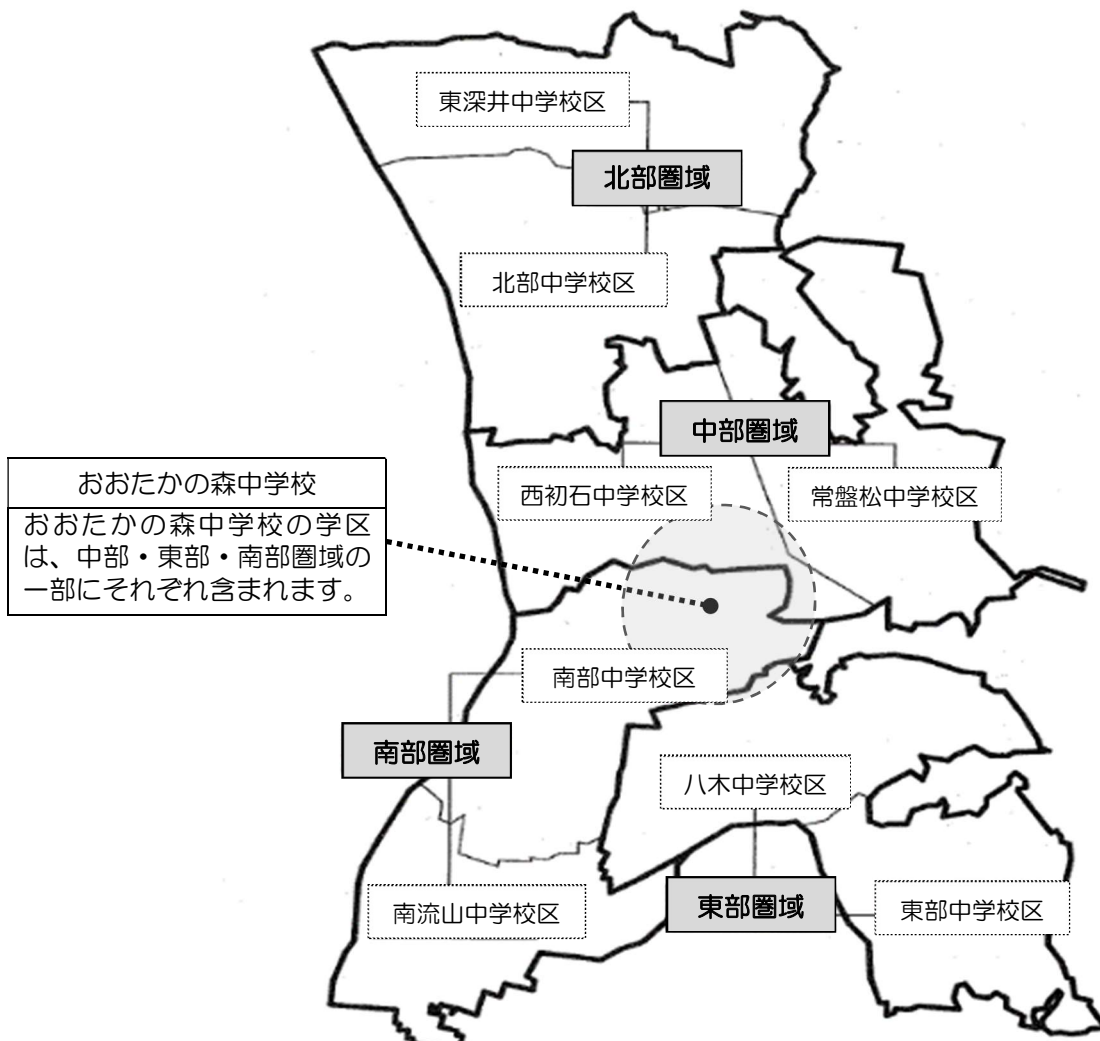 東深井中学校区
北部圏域
北部中学校区
中部圏域
西初石中学校区
常盤松中学校区
おおたかの森中学校
おおたかの森中学校の学区
は、中部・東部・南部圏域の
一部にそれぞれ含まれます。
南部中学校区
南部圏域
八木中学校区
南流山中学校区
東部圏域
東部中学校区